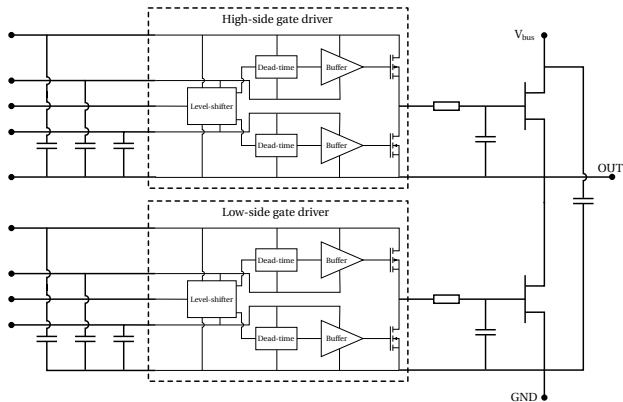 High-side gate driver
V_bus
Dead-time
Buffer
Level-shifter
Dead-time
Buffer
OUT
Low-side gate driver
Dead-time
Buffer
Level-shifter
Dead-time
Buffer
GND